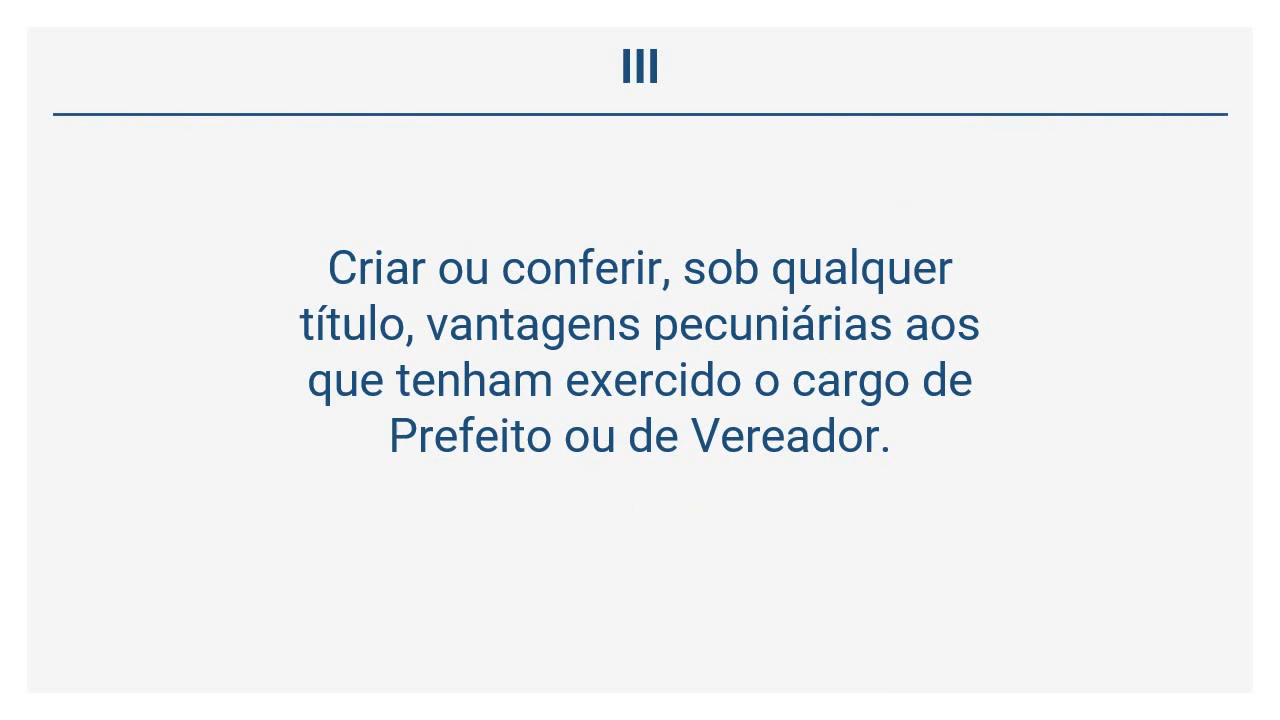 III
Criar ou conferir, sob qualquer
título, vantagens pecuniárias aos
que tenham exercido o cargo de
Prefeito ou de Vereador.